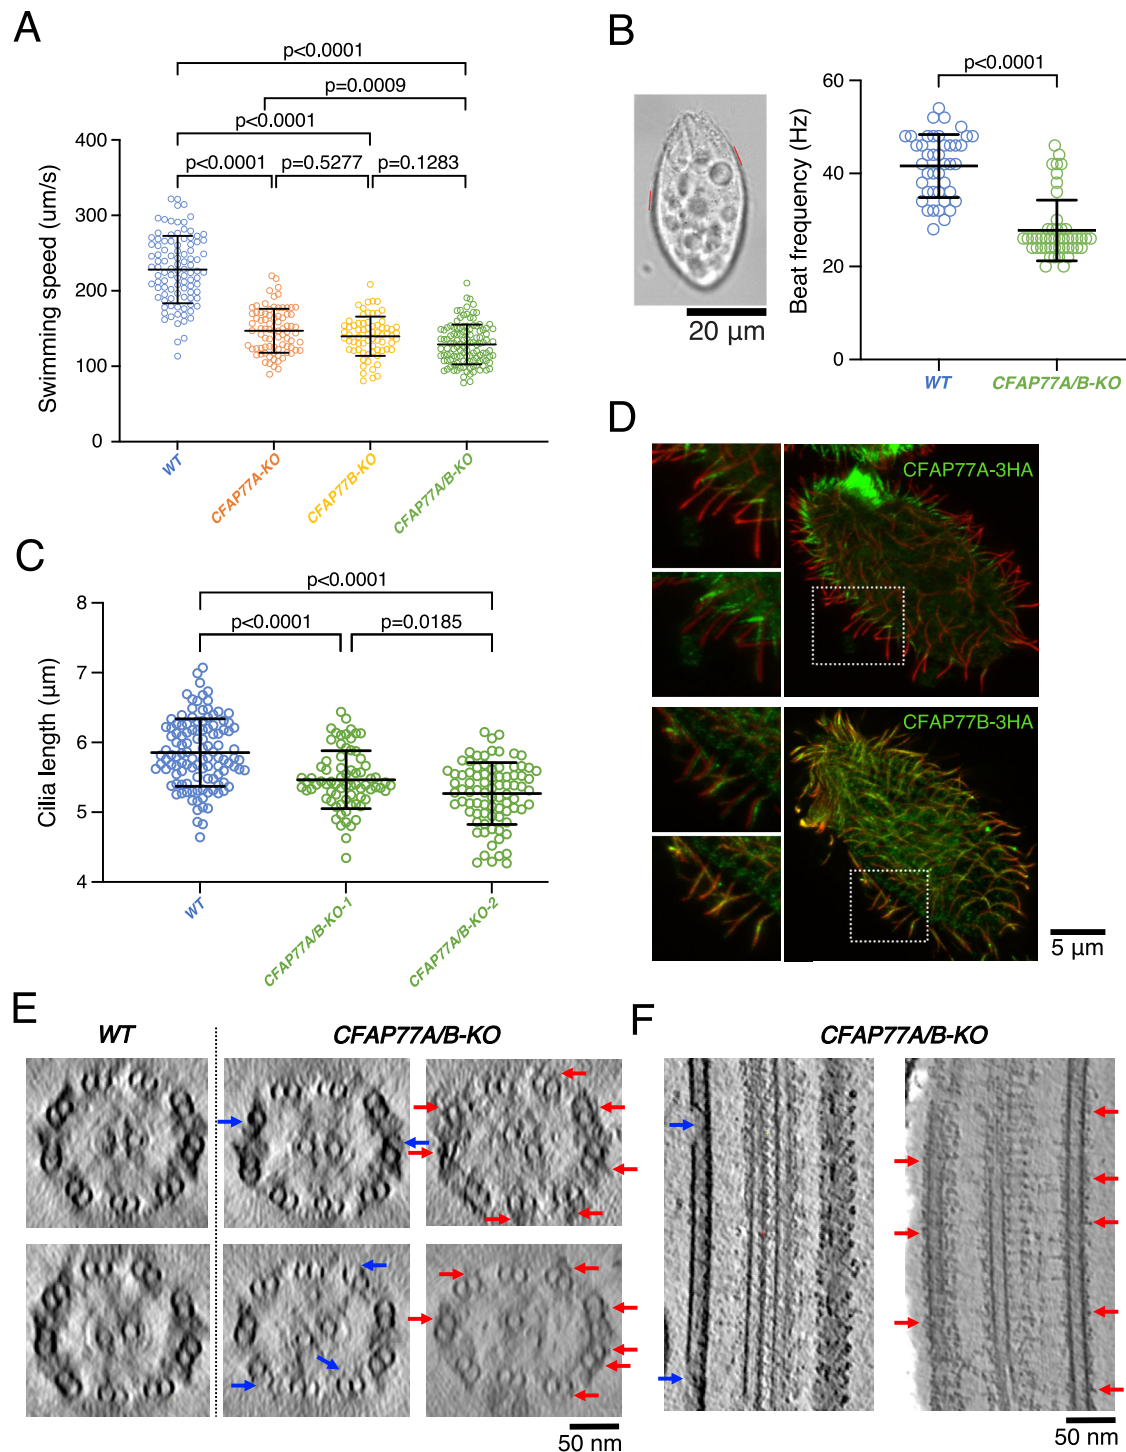 A
p<0.0001
p=0.0009
p<0.0001
p<0.0001
p=0.5277
p=0.1283
Swimming speed (um/s)
400
300
200
100
0
WT
CFAP77A-KO
CFAP77B-KO
CFAP77A/B-KO
B
20 µm
p<0.0001
Beat frequency (Hz)
60
40
20
0
WT
CFAP77A/B-KO
C
p<0.0001
p<0.0001
p=0.0185
Cilia length (µm)
8
7
6
5
4
WT
CFAP77A/B-KO-1
CFAP77A/B-KO-2
D
CFAP77A-3HA
CFAP77B-3HA
5 µm
E
WT
CFAP77A/B-KO
50 nm
F
CFAP77A/B-KO
50 nm